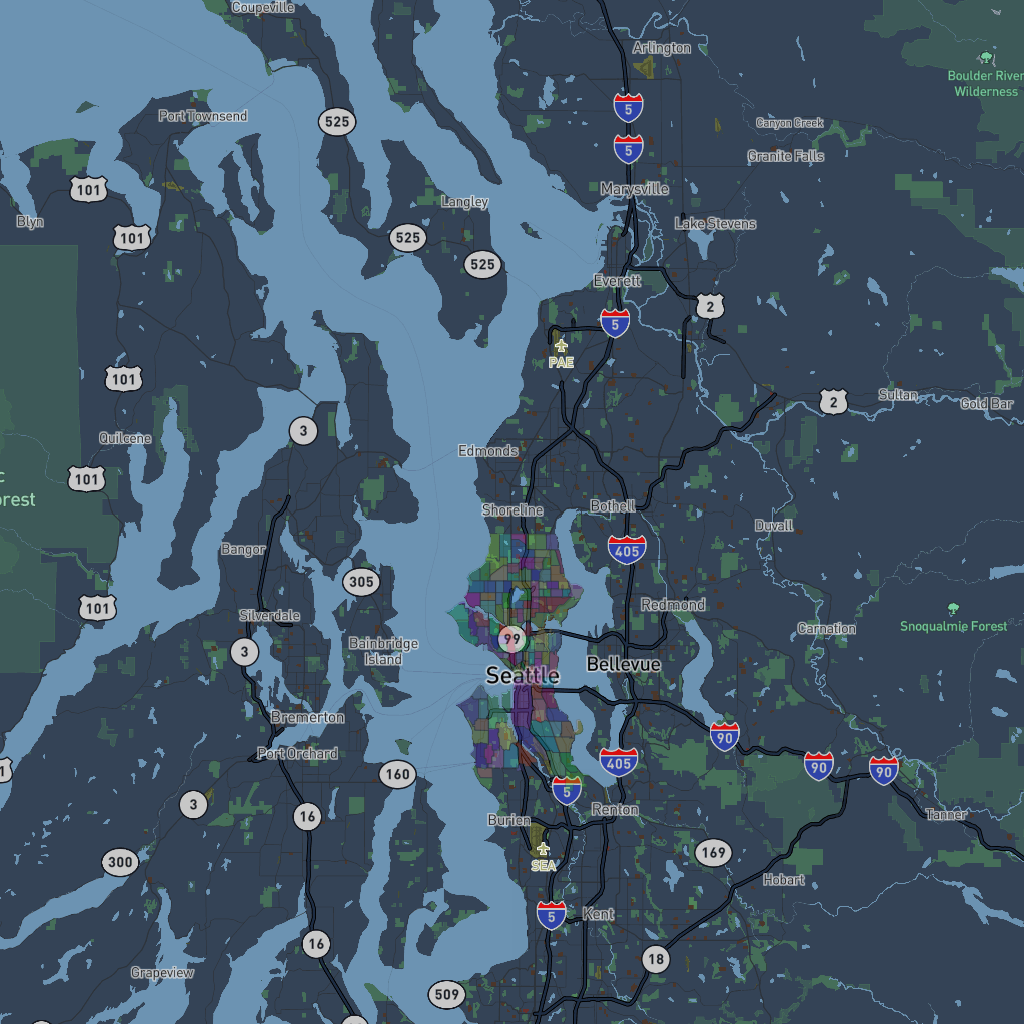 Coupeville
Arlington
Boulder River
Wilderness
5
525
Port Townsend
Canyon Creek
5
Granite Falls
101
Marysville
Langley
Blyn
Lake Stevens
101
525
525
Everett
2
5
PAE
101
2
Sultan
Gold Bar
3
Quilcene
Edmonds
101
orest
Shoreline
Bothell
Duvall
Bangor
405
305
101
Redmond
Snoqualmie Forest
Silverdale
Carnation
99
3
Bainbridge
Island
Bellevue
Seattle
Bremerton
90
Port Orchard
405
90
90
1
160
5
3
Renton
16
Tanner
Burien
169
300
SEA
Hobart
5
Kent
16
18
Grapeview
509